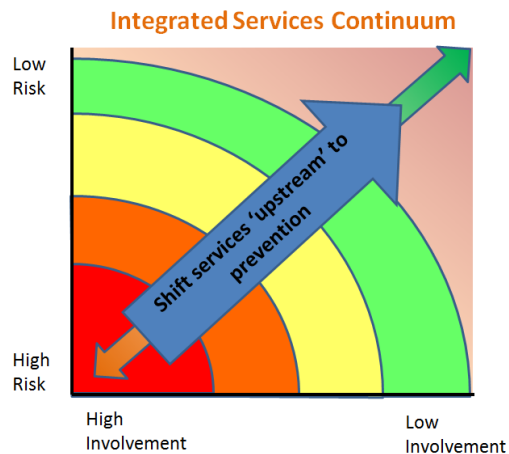 Integrated Services Continuum
Low
Risk
Shift services 'upstream' to
prevention
High
Risk
High
Involvement
Low
Involvement